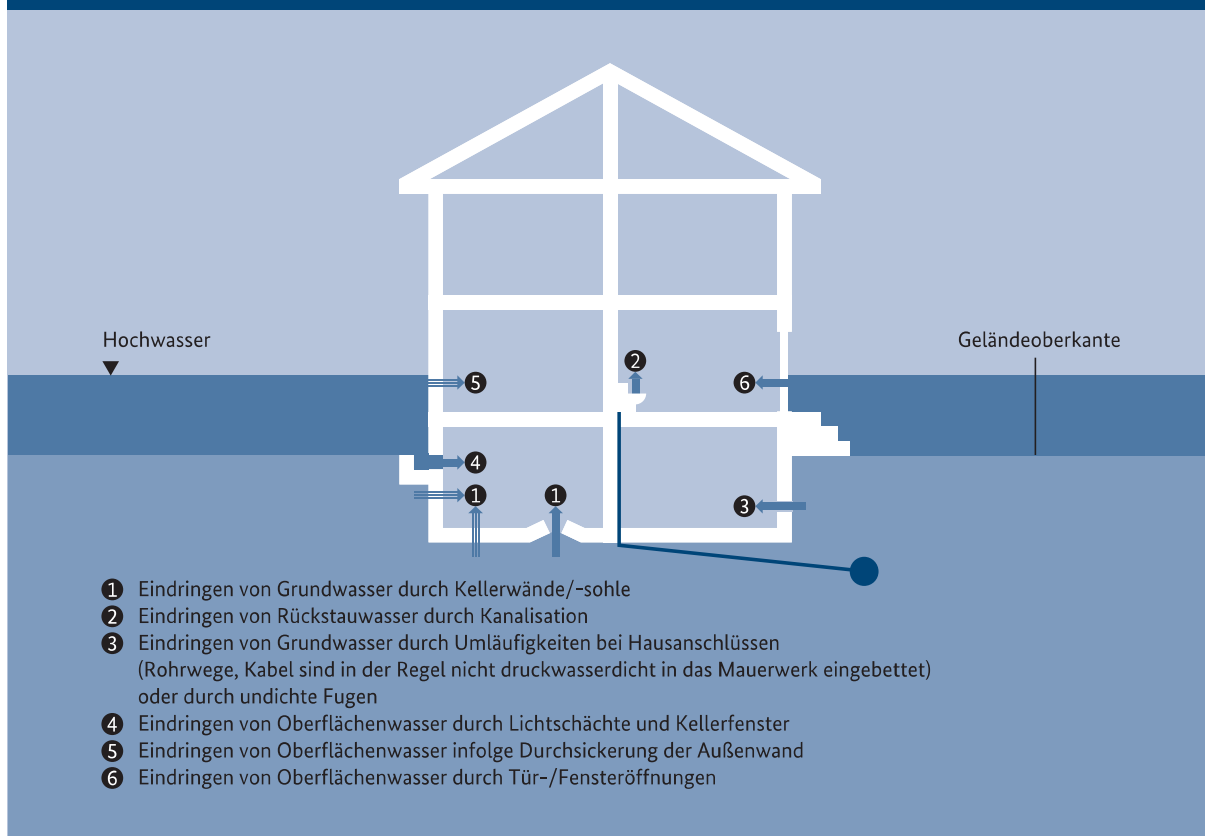 Hochwasser
Geländeoberkante
2
5
6
4
1
1
3
1 Eindringen von Grundwasser durch Kellerwände/-sohle
2 Eindringen von Rückstauwasser durch Kanalisation
3 Eindringen von Grundwasser durch Umläufigkeiten bei Hausanschlüssen
(Rohrwege, Kabel sind in der Regel nicht druckwasserdicht in das Mauerwerk eingebettet)
oder durch undichte Fugen
4 Eindringen von Oberflächenwasser durch Lichtschächte und Kellerfenster
5 Eindringen von Oberflächenwasser infolge Durchsickerung der Außenwand
6 Eindringen von Oberflächenwasser durch Tür-/Fensteröffnungen